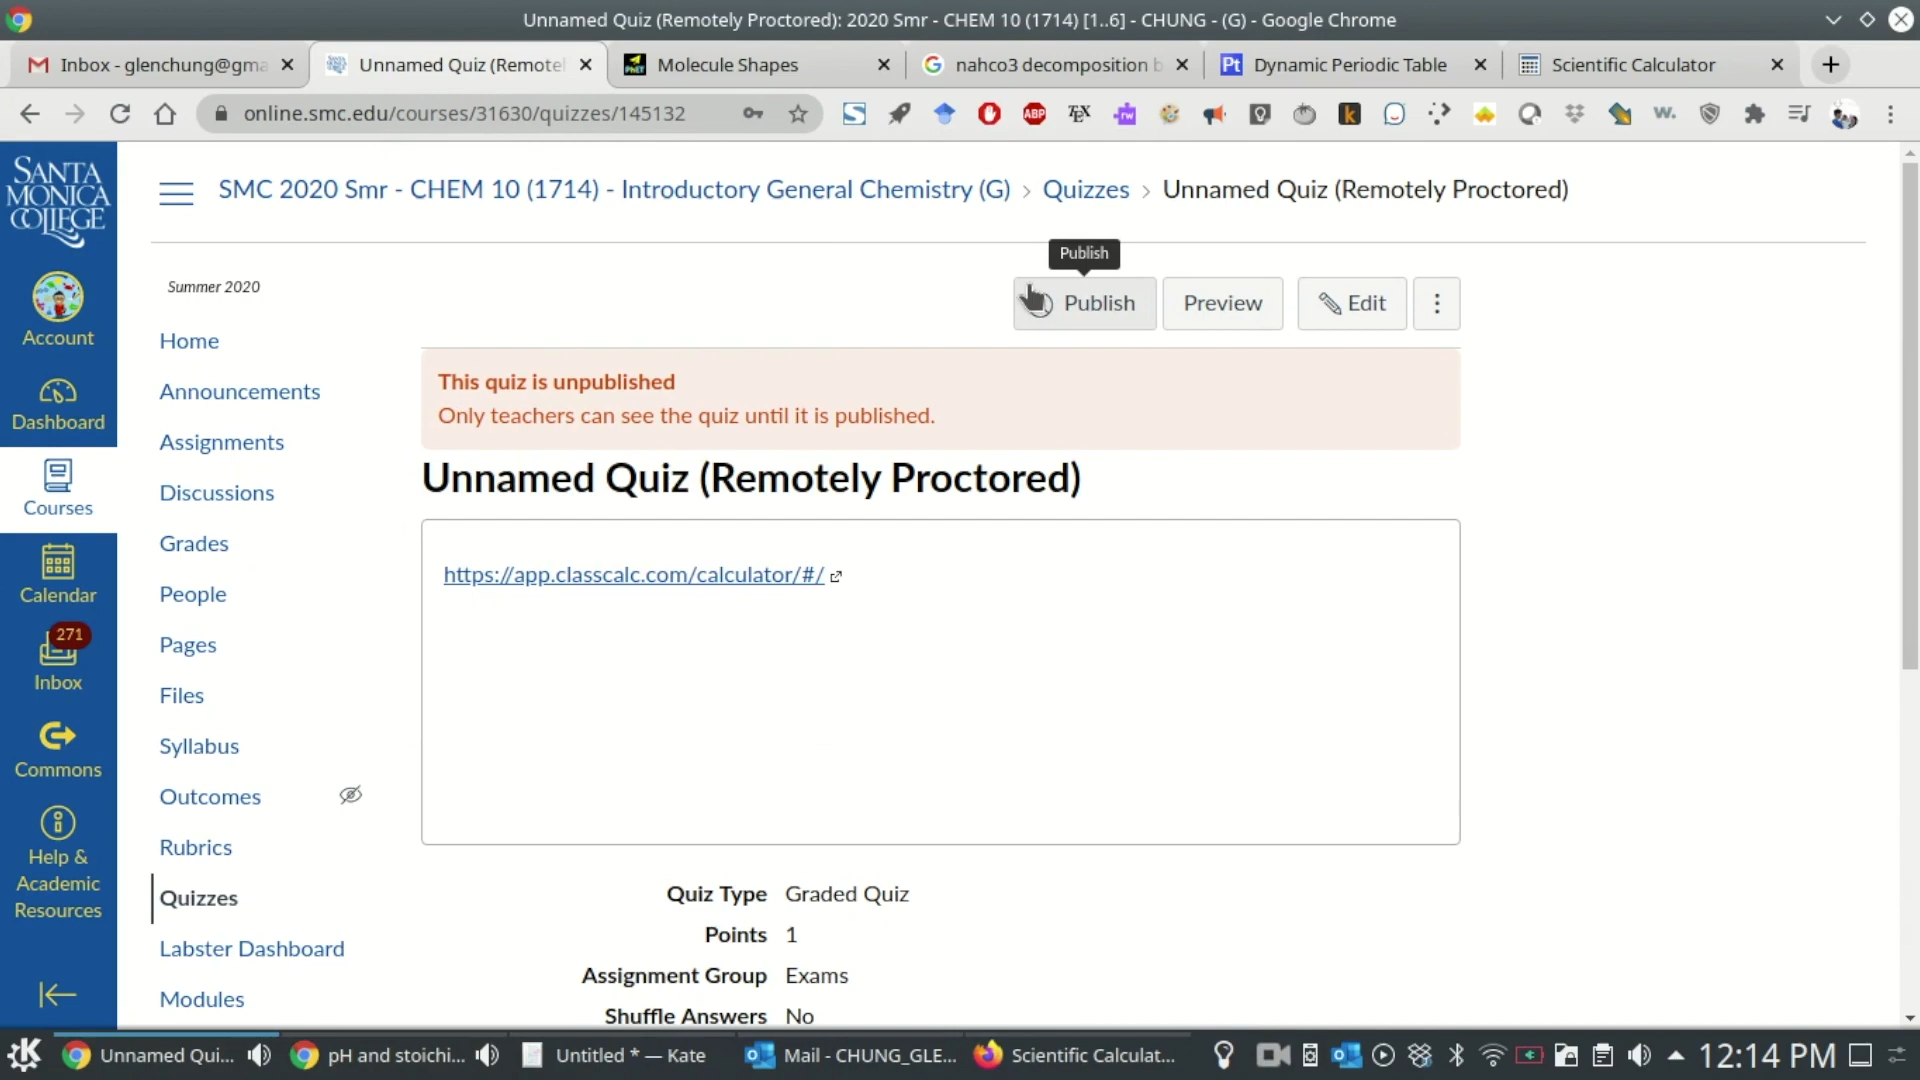 Unnamed Quiz (Remotely Proctored): 2020 Smr - CHEM 10 (1714) [1..6] - CHUNG - (G) - Google Chrome
Inbox - glenchung@gma
Unnamed Quiz (Remote
Molecule Shapes
nahco3 decomposition b
Pt Dynamic Periodic Table
Scientific Calculator
online.smc.edu/courses/31630/quizzes/145132
ABP
TEX
rw
k
w.
SANTA
MONICA
COLLEGE
SMC 2020 Smr - CHEM 10 (1714) - Introductory General Chemistry (G) > Quizzes > Unnamed Quiz (Remotely Proctored)
Publish
Summer 2020
Publish
Preview
Edit
Account
Dashboard
Courses
Calendar
271
Inbox
Commons
Help &
Academic
Resources
Home
Announcements
Assignments
Discussions
Grades
People
Pages
Files
Syllabus
Outcomes
Rubrics
Quizzes
Labster Dashboard
Modules
This quiz is unpublished
Only teachers can see the quiz until it is published.
Unnamed Quiz (Remotely Proctored)
https://app.classcalc.com/calculator/#/
Quiz Type Graded Quiz
Points 1
Assignment Group Exams
Shuffle Answers No
Unnamed Qui...
pH and stoichi...
Untitled * — Kate
Mail - CHUNG_GLE...
Scientific Calculat...
12:14 PM